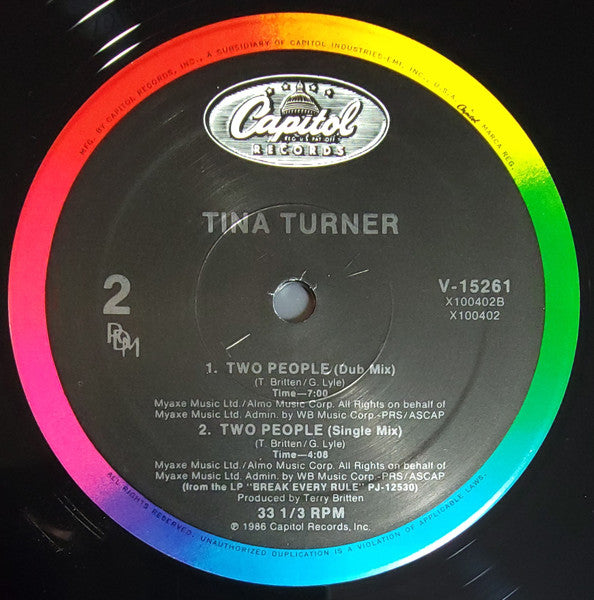 MFG. BY CAPITOL RECORDS, INC., A SUBSIDIARY OF CAPITOL INDUSTRIES-EMI, INC., U.S.A. Capitol MARCA REG.
Capitol
REG. U.S. PAT. OFF.
RECORDS
TINA TURNER
2
V-15261
X100402B
X100402
1. TWO PEOPLE (Dub Mix)
(T. Britten/G. Lyle)
Time—7:00
Myaxe Music Ltd./Almo Music Corp. All Rights on behalf of
Myaxe Music Ltd. Admin. by WB Music Corp.-PRS/ASCAP
2. TWO PEOPLE (Single Mix)
(T. Britten/G. Lyle)
Time—4:08
Myaxe Music Ltd./Almo Music Corp. All Rights on behalf of
Myaxe Music Ltd. Admin. by WB Music Corp.-PRS/ASCAP
(from the LP "BREAK EVERY RULE" PJ-12530)
Produced by Terry Britten
33 1/3 RPM
℗ 1986 Capitol Records, Inc.
ALL RIGHTS RESERVED. UNAUTHORIZED DUPLICATION IS A VIOLATION OF APPLICABLE LAWS.